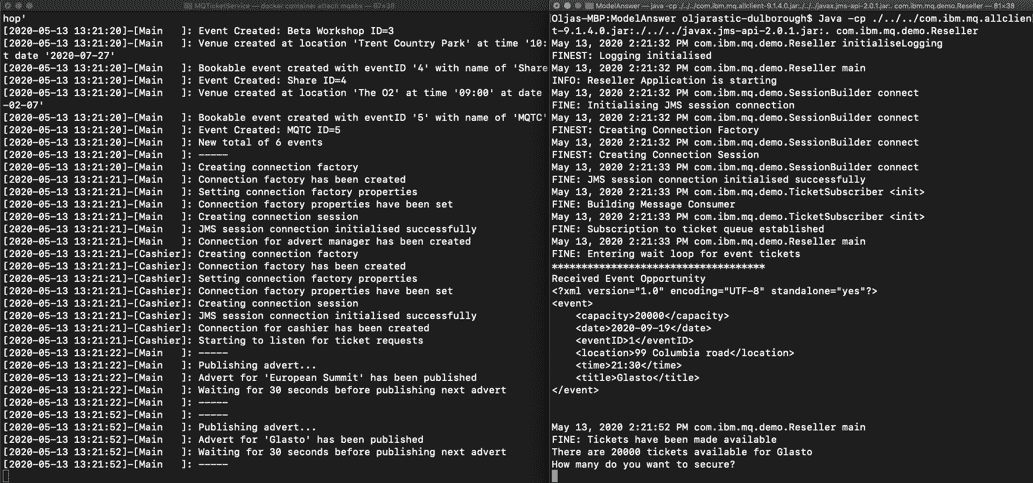 MQTicketService — docker container attach mqebs — 87×38
hop'
[2020-05-13 13:21:20]-[Main   ]: Event Created: Beta Workshop ID=3
[2020-05-13 13:21:20]-[Main   ]: Venue created at location 'Trent Country Park' at time '10:
t date '2020-07-27'
[2020-05-13 13:21:20]-[Main   ]: Bookable event created with eventID '4' with name of 'Share
[2020-05-13 13:21:20]-[Main   ]: Event Created: Share ID=4
[2020-05-13 13:21:20]-[Main   ]: Venue created at location 'The O2' at time '09:00' at date
-02-07'
[2020-05-13 13:21:20]-[Main   ]: Bookable event created with eventID '5' with name of 'MQTC'
[2020-05-13 13:21:20]-[Main   ]: Event Created: MQTC ID=5
[2020-05-13 13:21:20]-[Main   ]: New total of 6 events
[2020-05-13 13:21:20]-[Main   ]: -----
[2020-05-13 13:21:20]-[Main   ]: Creating connection factory
[2020-05-13 13:21:21]-[Main   ]: Connection factory has been created
[2020-05-13 13:21:21]-[Main   ]: Setting connection factory properties
[2020-05-13 13:21:21]-[Main   ]: Connection factory properties have been set
[2020-05-13 13:21:21]-[Main   ]: Creating connection session
[2020-05-13 13:21:21]-[Main   ]: JMS session connection initialised successfully
[2020-05-13 13:21:21]-[Main   ]: Connection for advert manager has been created
[2020-05-13 13:21:21]-[Cashier]: Creating connection factory
[2020-05-13 13:21:21]-[Cashier]: Connection factory has been created
[2020-05-13 13:21:21]-[Cashier]: Setting connection factory properties
[2020-05-13 13:21:21]-[Cashier]: Connection factory properties have been set
[2020-05-13 13:21:21]-[Cashier]: Creating connection session
[2020-05-13 13:21:21]-[Cashier]: JMS session connection initialised successfully
[2020-05-13 13:21:21]-[Cashier]: Connection for cashier has been created
[2020-05-13 13:21:21]-[Cashier]: Starting to listen for ticket requests
[2020-05-13 13:21:22]-[Main   ]: -----
[2020-05-13 13:21:22]-[Main   ]: Publishing advert...
[2020-05-13 13:21:22]-[Main   ]: Advert for 'European Summit' has been published
[2020-05-13 13:21:22]-[Main   ]: Waiting for 30 seconds before publishing next advert
[2020-05-13 13:21:22]-[Main   ]: -----
[2020-05-13 13:21:52]-[Main   ]: -----
[2020-05-13 13:21:52]-[Main   ]: Publishing advert...
[2020-05-13 13:21:52]-[Main   ]: Advert for 'Glasto' has been published
[2020-05-13 13:21:52]-[Main   ]: Waiting for 30 seconds before publishing next advert
[2020-05-13 13:21:52]-[Main   ]: -----
ModelAnswer — java -cp ./../../com.ibm.mq.allclient-9.1.4.0.jar:./../../javax.jms-api-2.0.1.jar:. com.ibm.mq.demo.Reseller — 81×38
Oljas-MBP:ModelAnswer oljarastic-dulborough$ Java -cp ./../../com.ibm.mq.allclien
t-9.1.4.0.jar:./../../javax.jms-api-2.0.1.jar:. com.ibm.mq.demo.Reseller
May 13, 2020 2:21:32 PM com.ibm.mq.demo.Reseller initialiseLogging
FINEST: Logging initialised
May 13, 2020 2:21:32 PM com.ibm.mq.demo.Reseller main
INFO: Reseller Application is starting
May 13, 2020 2:21:32 PM com.ibm.mq.demo.SessionBuilder connect
FINE: Initialising JMS session connection
May 13, 2020 2:21:32 PM com.ibm.mq.demo.SessionBuilder connect
FINEST: Creating Connection Factory
May 13, 2020 2:21:32 PM com.ibm.mq.demo.SessionBuilder connect
FINEST: Creating Connection Session
May 13, 2020 2:21:33 PM com.ibm.mq.demo.SessionBuilder connect
FINE: JMS session connection initialised successfully
May 13, 2020 2:21:33 PM com.ibm.mq.demo.TicketSubscriber <init>
FINE: Building Message Consumer
May 13, 2020 2:21:33 PM com.ibm.mq.demo.TicketSubscriber <init>
FINE: Subscription to ticket queue established
May 13, 2020 2:21:33 PM com.ibm.mq.demo.Reseller main
FINE: Entering wait loop for event tickets
************************************
Received Event Opportunity
<?xml version="1.0" encoding="UTF-8" standalone="yes"?>
<event>
    <capacity>20000</capacity>
    <date>2020-09-19</date>
    <eventID>1</eventID>
    <location>99 Columbia road</location>
    <time>21:30</time>
    <title>Glasto</title>
</event>
May 13, 2020 2:21:52 PM com.ibm.mq.demo.Reseller main
FINE: Tickets have been made available
There are 20000 tickets available for Glasto
How many do you want to secure?